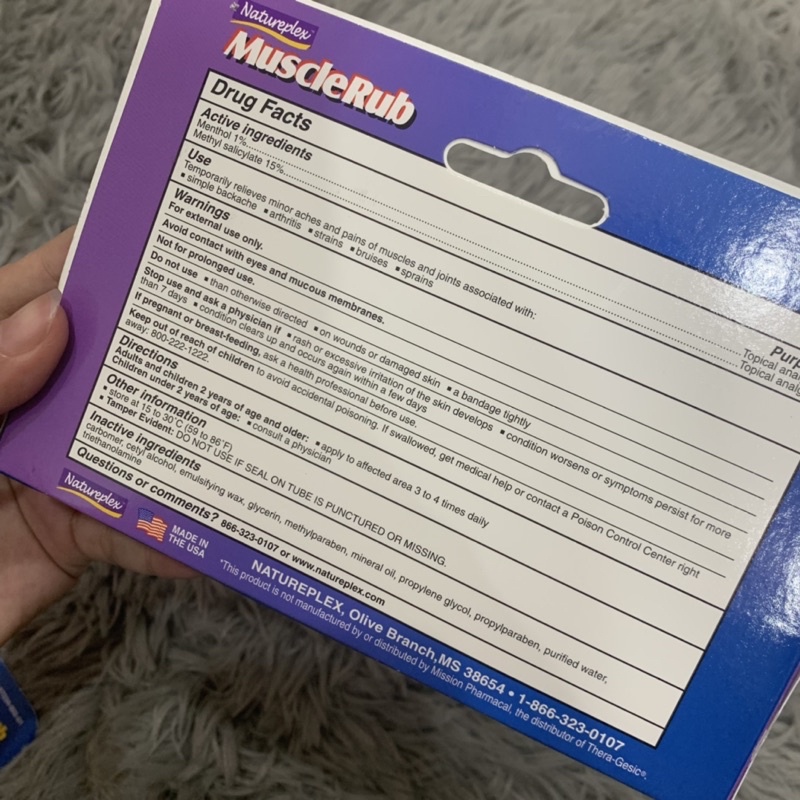 Natureplex
MuscleRub
Drug Facts
Active ingredients
Purp
Menthol 1%
Topical anal
Methyl salicylate 15%
Topical analg
Use
Temporarily relieves minor aches and pains of muscles and joints associated with:
▪ simple backache ▪ arthritis ▪ strains ▪ bruises ▪ sprains
Warnings
For external use only.
Avoid contact with eyes and mucous membranes.
Not for prolonged use.
Do not use ▪ than otherwise directed ▪ on wounds or damaged skin ▪ a bandage tightly
Stop use and ask a physician if ▪ rash or excessive irritation of the skin develops ▪ condition worsens or symptoms persist for more
than 7 days ▪ condition clears up and occurs again within a few days
If pregnant or breast-feeding, ask a health professional before use.
Keep out of reach of children to avoid accidental poisoning. If swallowed, get medical help or contact a Poison Control Center right
away: 800-222-1222
Directions
Adults and children 2 years of age and older: ▪ apply to affected area 3 to 4 times daily
Children under 2 years of age: ▪ consult a physician
Other information
▪ store at 15 to 30°C (59 to 86°F)
▪ Tamper Evident: DO NOT USE IF SEAL ON TUBE IS PUNCTURED OR MISSING.
Inactive ingredients
carbomer, cetyl alcohol, emulsifying wax, glycerin, methylparaben, mineral oil, propylene glycol, propylparaben, purified water,
triethanolamine
Questions or comments? 866-323-0107 or www.natureplex.com
Natureplex
MADE IN
THE USA
NATUREPLEX, Olive Branch, MS 38654 • 1-866-323-0107
*This product is not manufactured by or distributed by Mission Pharmacal, the distributor of Thera-Gesic®.